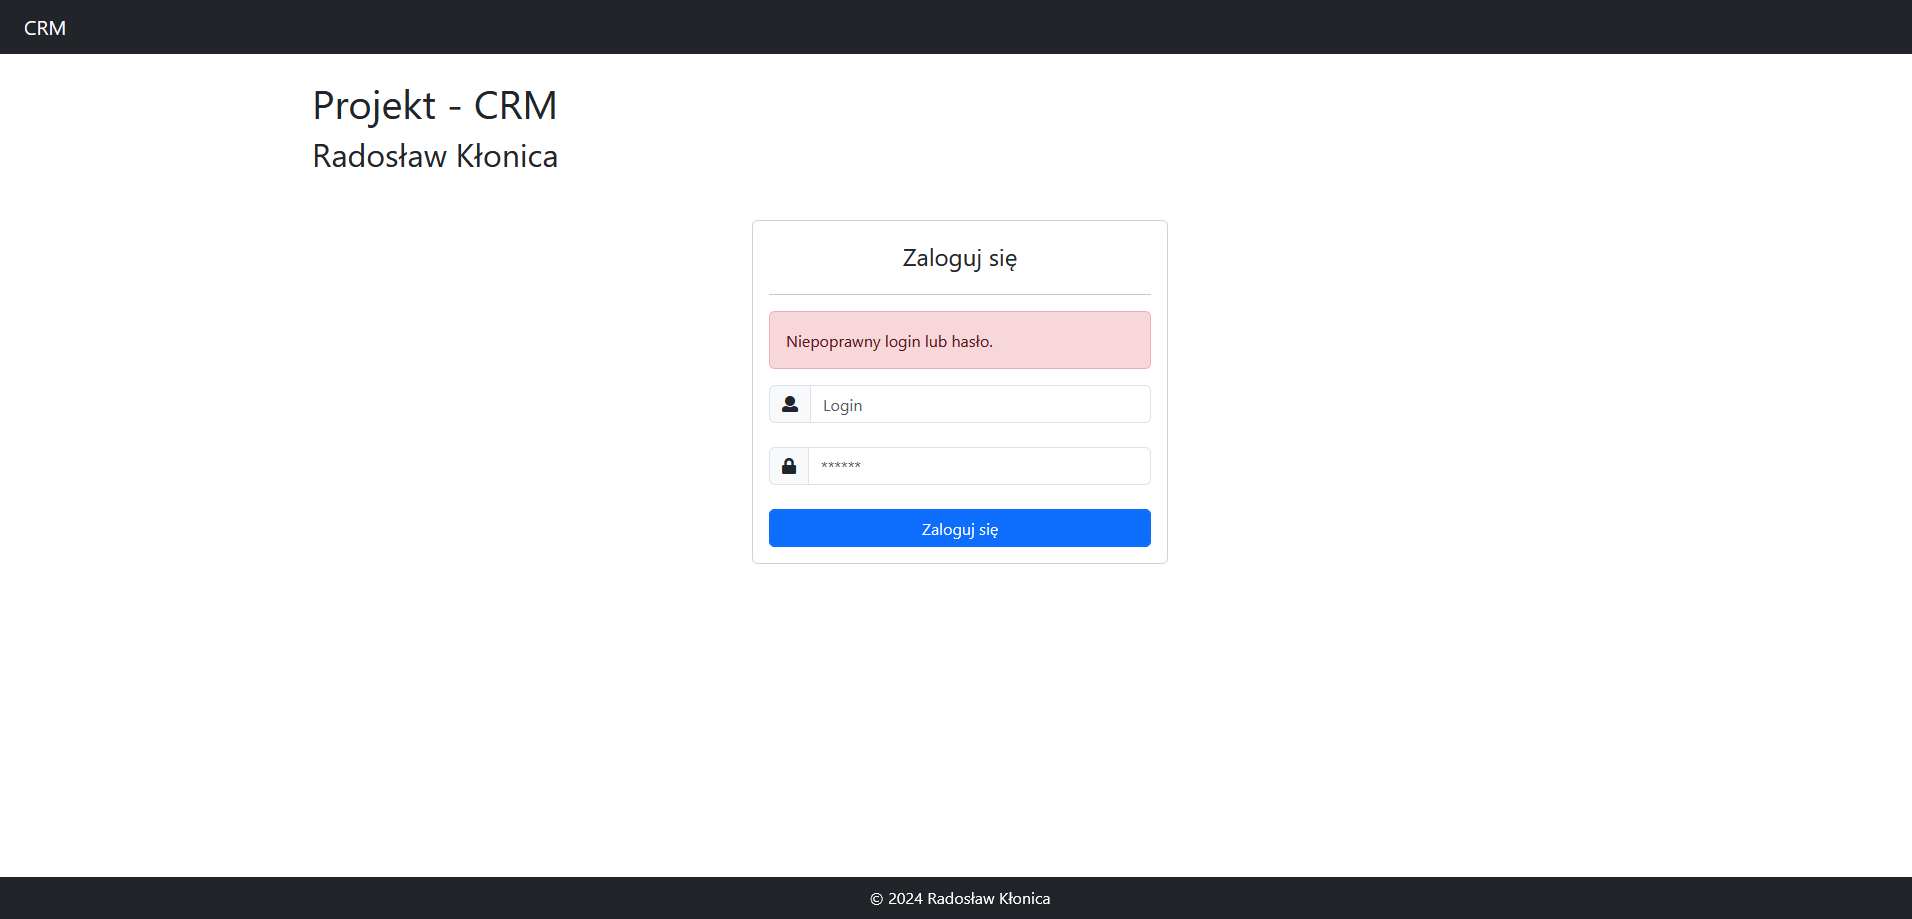 CRM
Projekt - CRM
Radosław Kłonica
Zaloguj się
Niepoprawny login lub hasło.
Login
******
Zaloguj się
© 2024 Radosław Kłonica